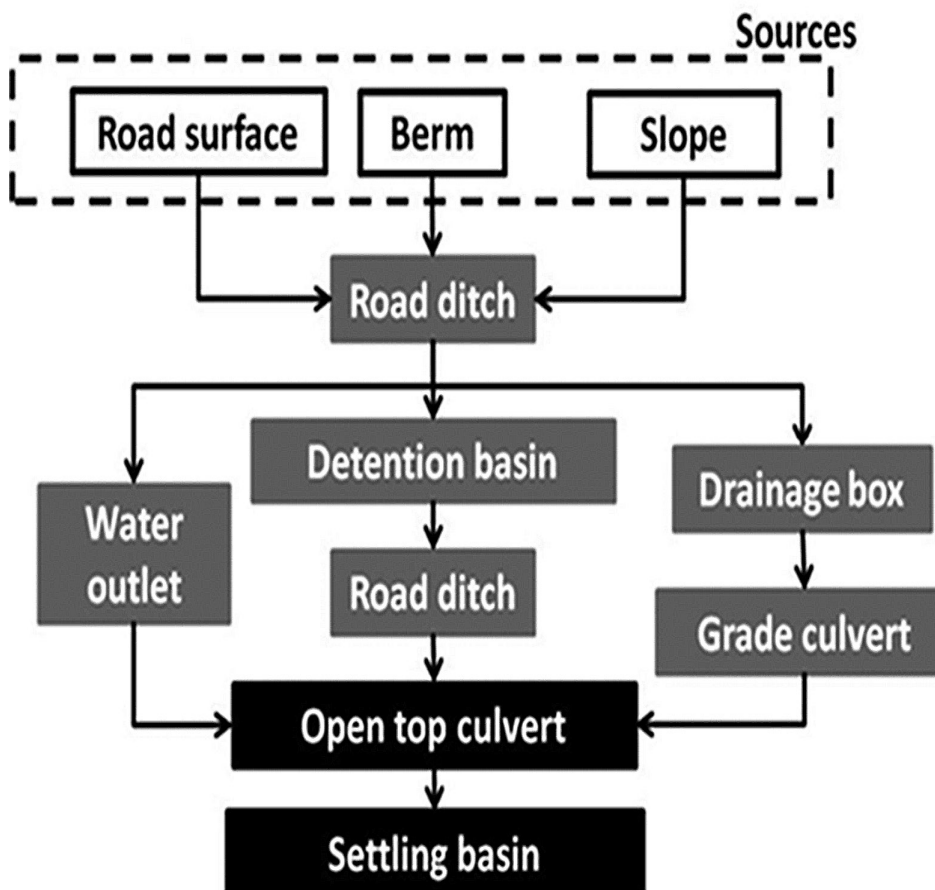 Sources
Road surface
Berm
Slope
Road ditch
Detention basin
Drainage box
Water
outlet
Road ditch
Grade culvert
Open top culvert
Settling basin